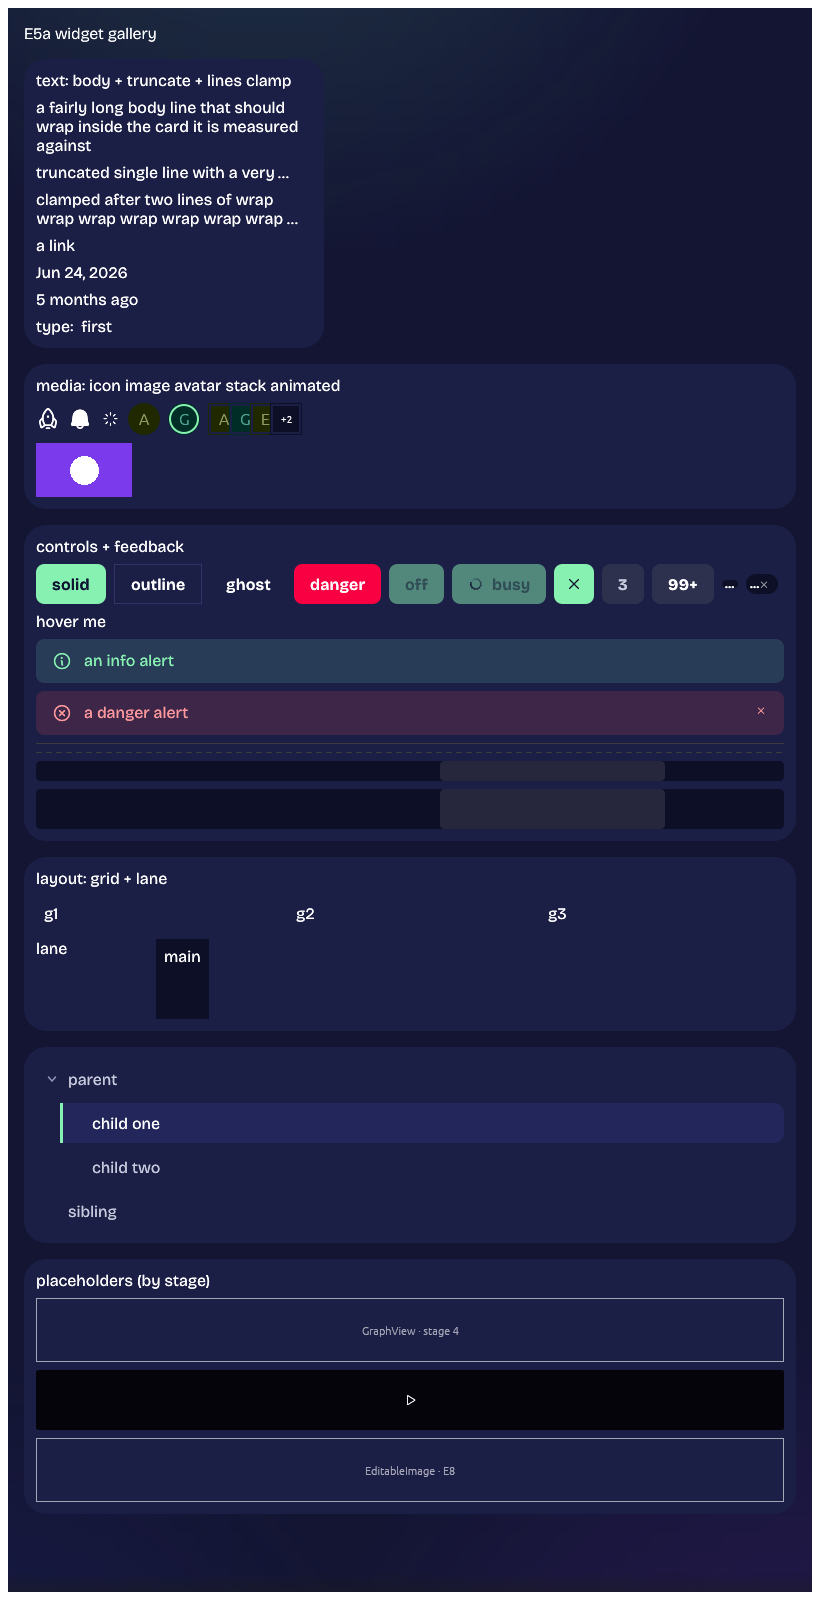 E5a widget gallery
text: body + truncate + lines clamp
a fairly long body line that should
wrap inside the card it is measured
against
truncated single line with a very ...
clamped after two lines of wrap
wrap wrap wrap wrap wrap wrap ...
a link
Jun 24, 2026
5 months ago
type: first
media: icon image avatar stack animated
A G A G E +2
controls + feedback
solid outline ghost danger off busy × 3 99+ ... ...×
hover me
an info alert
a danger alert ×
layout: grid + lane
g1 g2 g3
lane main
parent
child one
child two
sibling
placeholders (by stage)
GraphView · stage 4
EditableImage · E8